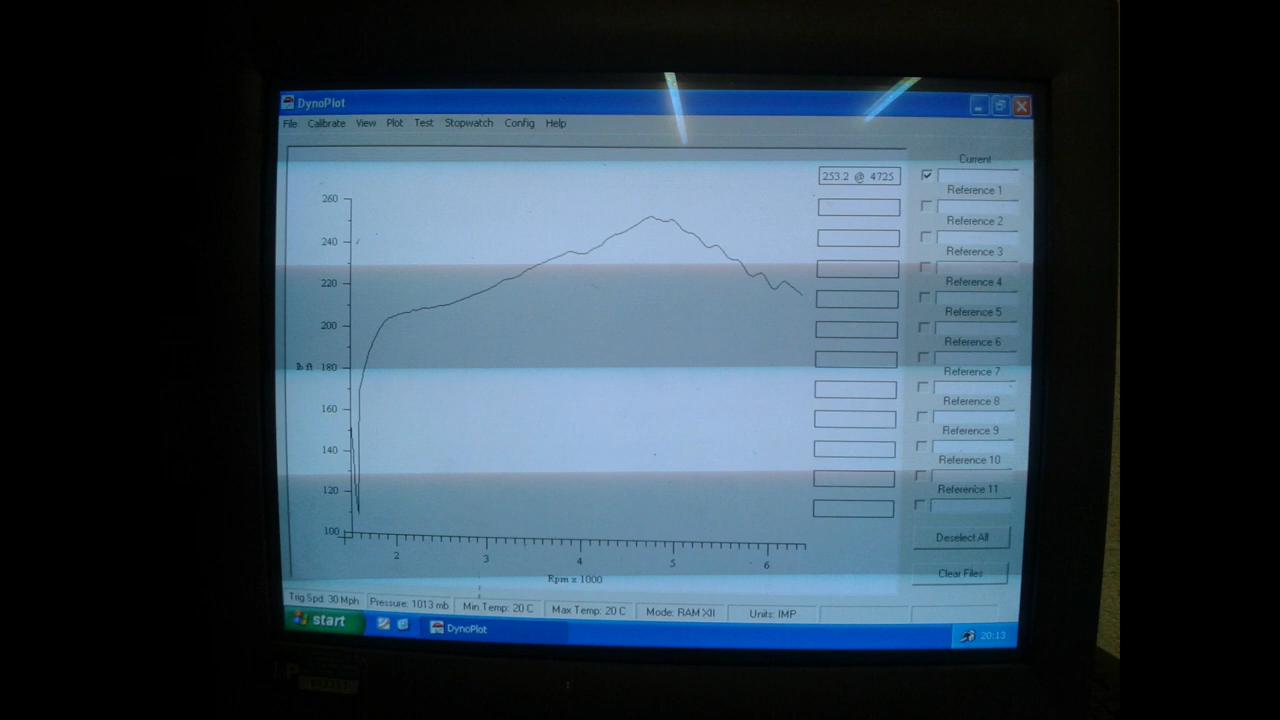 DynoPlot
File Calibrate View Plot Test Stopwatch Config Help
253.2 @ 4725
Current
Reference 1
Reference 2
Reference 3
Reference 4
Reference 5
Reference 6
Reference 7
Reference 8
Reference 9
Reference 10
Reference 11
Deselect All
Clear Files
260
240
220
200
lb ft 180
160
140
120
100
2 3 4 5 6
Rpm x 1000
Trig Spd: 30 Mph Pressure: 1013 mb Min Temp: 20 C Max Temp: 20 C Mode: RAM XII Units: IMP
start DynoPlot 20:13